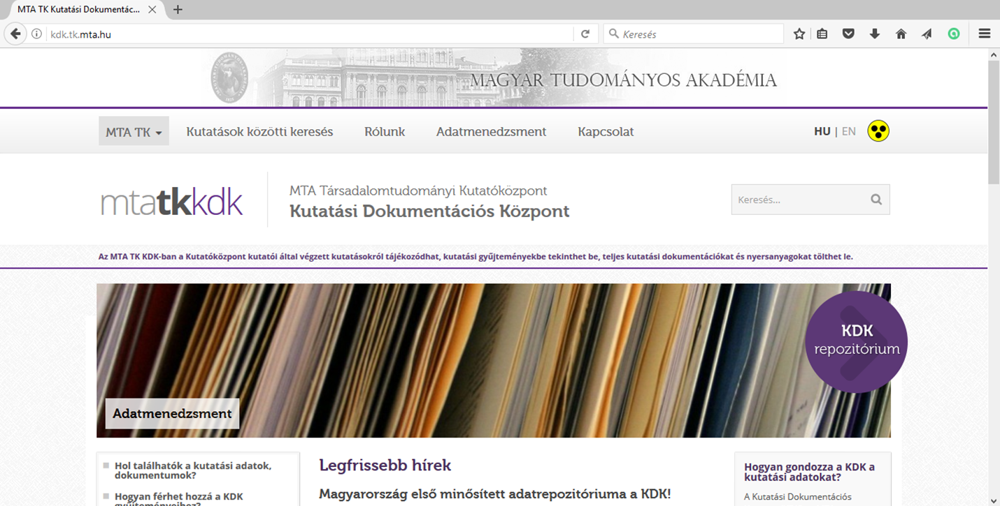 MTA TK Kutatási Dokumentác...
kdk.tk.mta.hu
Keresés
MAGYAR TUDOMÁNYOS AKADÉMIA
MTA TK
Kutatások közötti keresés
Rólunk
Adatmenedzsment
Kapcsolat
HU | EN
mtatkkdk
MTA Társadalomtudományi Kutatóközpont
Kutatási Dokumentációs Központ
Keresés...
Az MTA TK KDK-ban a Kutatóközpont kutatói által végzett kutatásokról tájékozódhat, kutatási gyűjteményekbe tekinthet be, teljes kutatási dokumentációkat és nyersanyagokat tölthet le.
KDK
repozitórium
Adatmenedzsment
Hol találhatók a kutatási adatok,
dokumentumok?
Hogyan férhet hozzá a KDK
gyűjteményeihez?
Legfrissebb hírek
Magyarország első minősített adatrepozitóriuma a KDK!
Hogyan gondozza a KDK a
kutatási adatokat?
A Kutatási Dokumentációs